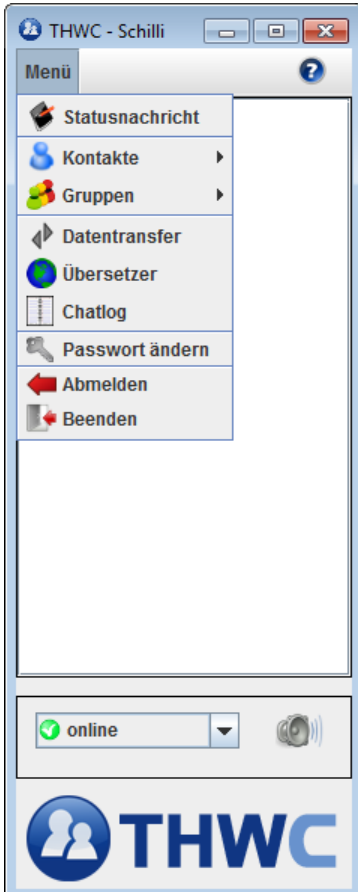 THWC - Schilli
Menü
?
Statusnachricht
Kontakte
Gruppen
Datentransfer
Übersetzer
Chatlog
Passwort ändern
Abmelden
Beenden
online
THWC